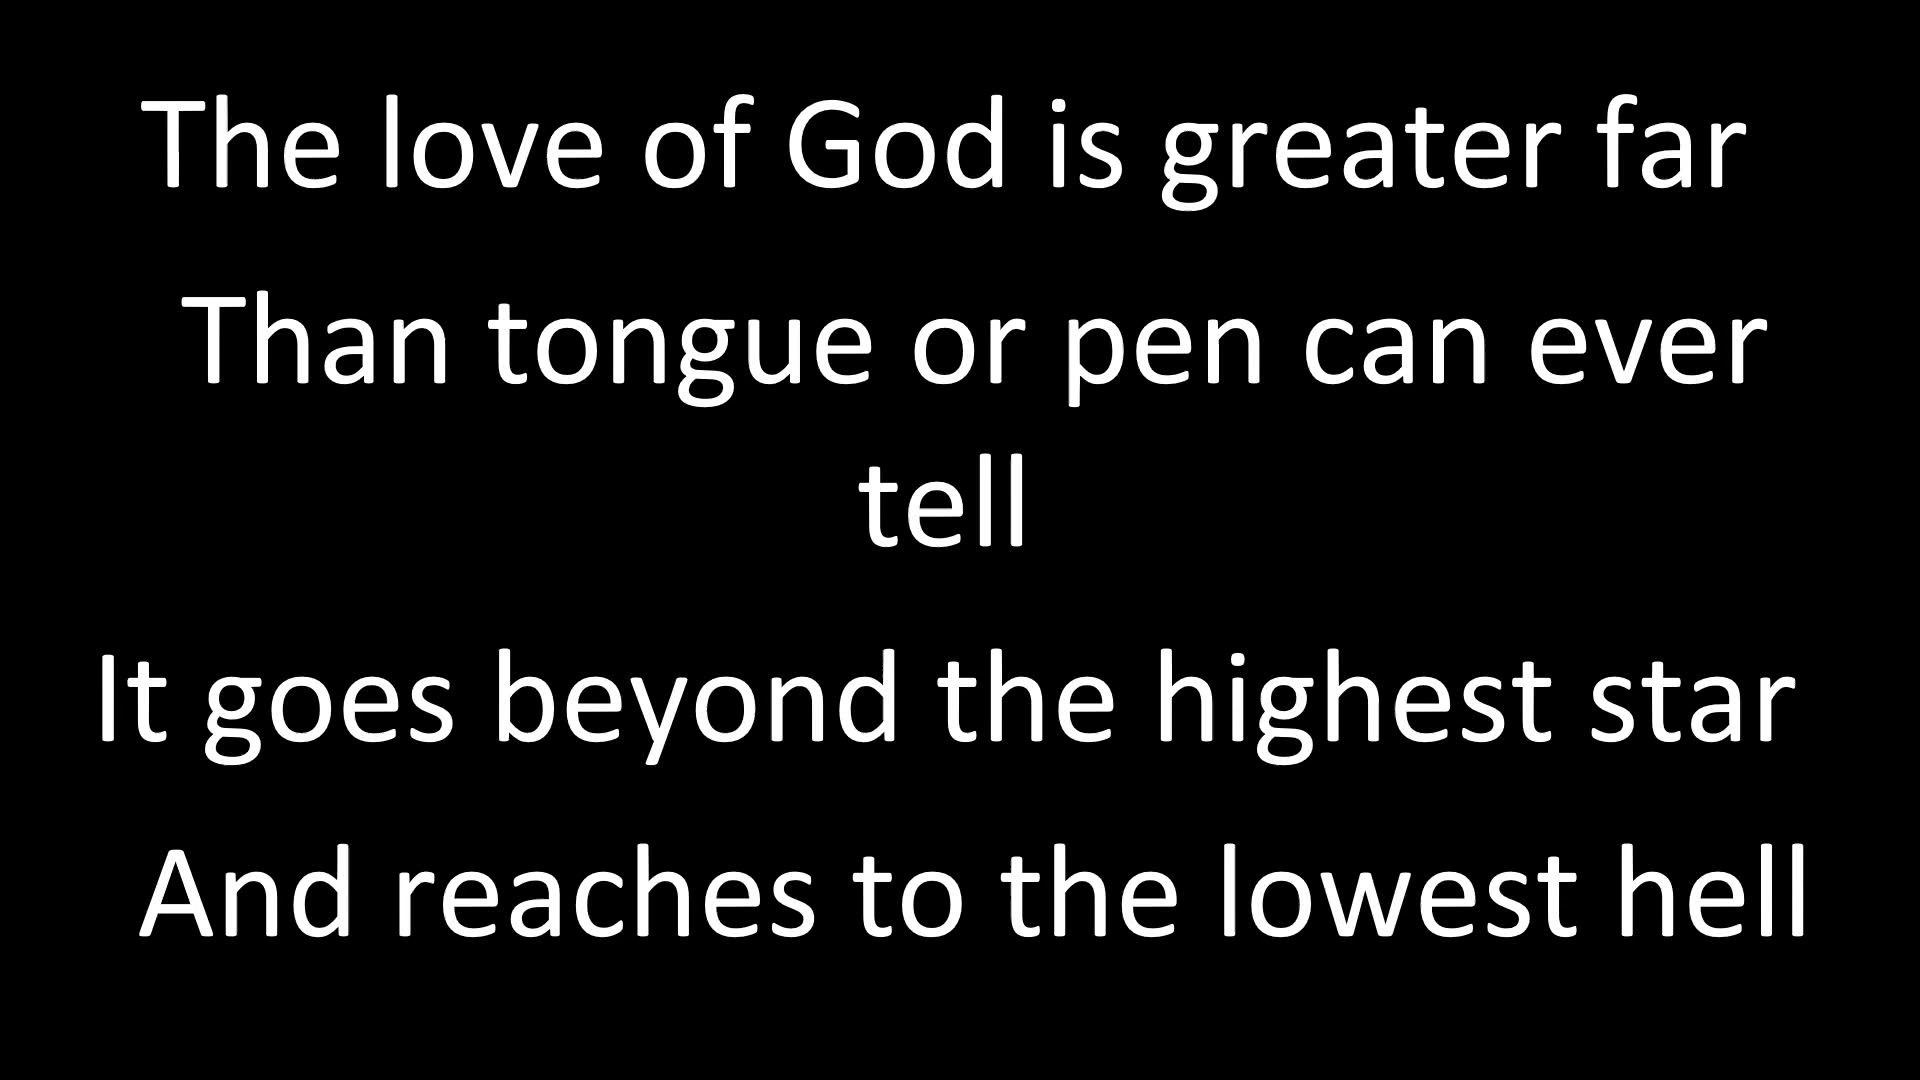 The love of God is greater far
Than tongue or pen can ever
tell
It goes beyond the highest star
And reaches to the lowest hell